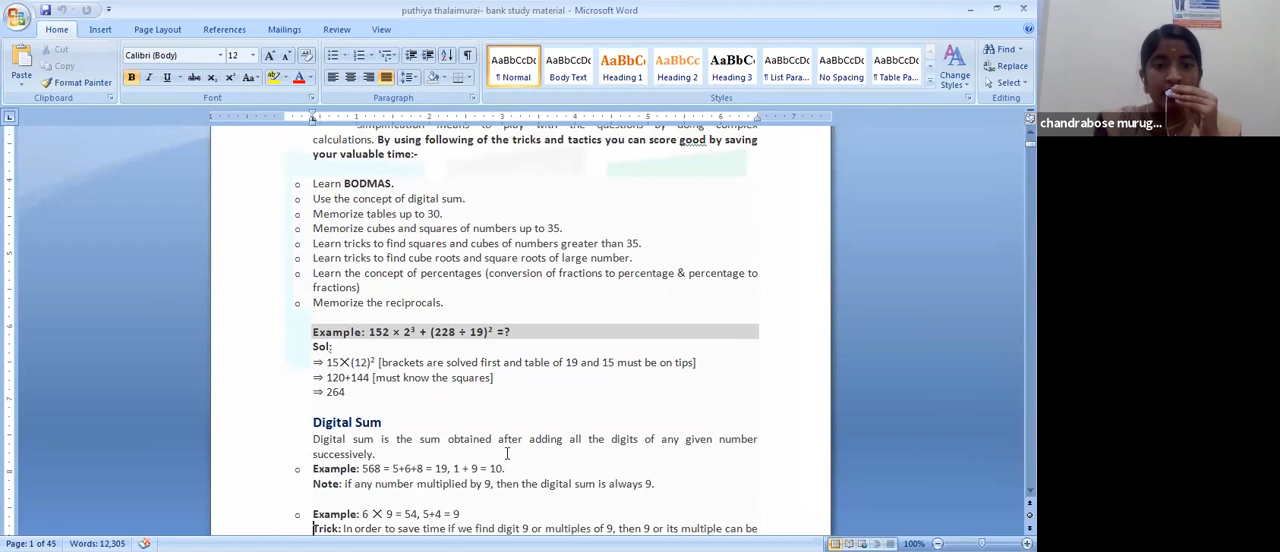 puthiya thalaimurai- bank study material - Microsoft Word
Home Insert Page Layout References Mailings Review View
Cut
Copy
Format Painter
Paste
Clipboard
Calibri (Body) 12
Font
Paragraph
AaBbCcDc AaBbCcDc AaBbC AaBbCc AaBbC AaBbCcDc AaBbCcDc AaBbCcDc
¶ Normal Body Text Heading 1 Heading 2 Heading 3 ¶ List Para... ¶ No Spacing ¶ Table Pa...
Styles
Change
Styles
Find
Replace
Select
Editing
chandrabose murug...
Simplification means to play with the questions by doing complex
calculations. By using following of the tricks and tactics you can score good by saving
your valuable time:-
o Learn BODMAS.
o Use the concept of digital sum.
o Memorize tables up to 30.
o Memorize cubes and squares of numbers up to 35.
o Learn tricks to find squares and cubes of numbers greater than 35.
o Learn tricks to find cube roots and square roots of large number.
o Learn the concept of percentages (conversion of fractions to percentage & percentage to
fractions)
o Memorize the reciprocals.
Example: 152 × 2³ + (228 ÷ 19)² =?
Sol:
⇒ 15×(12)² [brackets are solved first and table of 19 and 15 must be on tips]
⇒ 120+144 [must know the squares]
⇒ 264
Digital Sum
Digital sum is the sum obtained after adding all the digits of any given number
successively.
o Example: 568 = 5+6+8 = 19, 1 + 9 = 10.
Note: if any number multiplied by 9, then the digital sum is always 9.
o Example: 6 × 9 = 54, 5+4 = 9
Trick: In order to save time if we find digit 9 or multiples of 9, then 9 or its multiple can be
Page: 1 of 45 Words: 12,305 100%